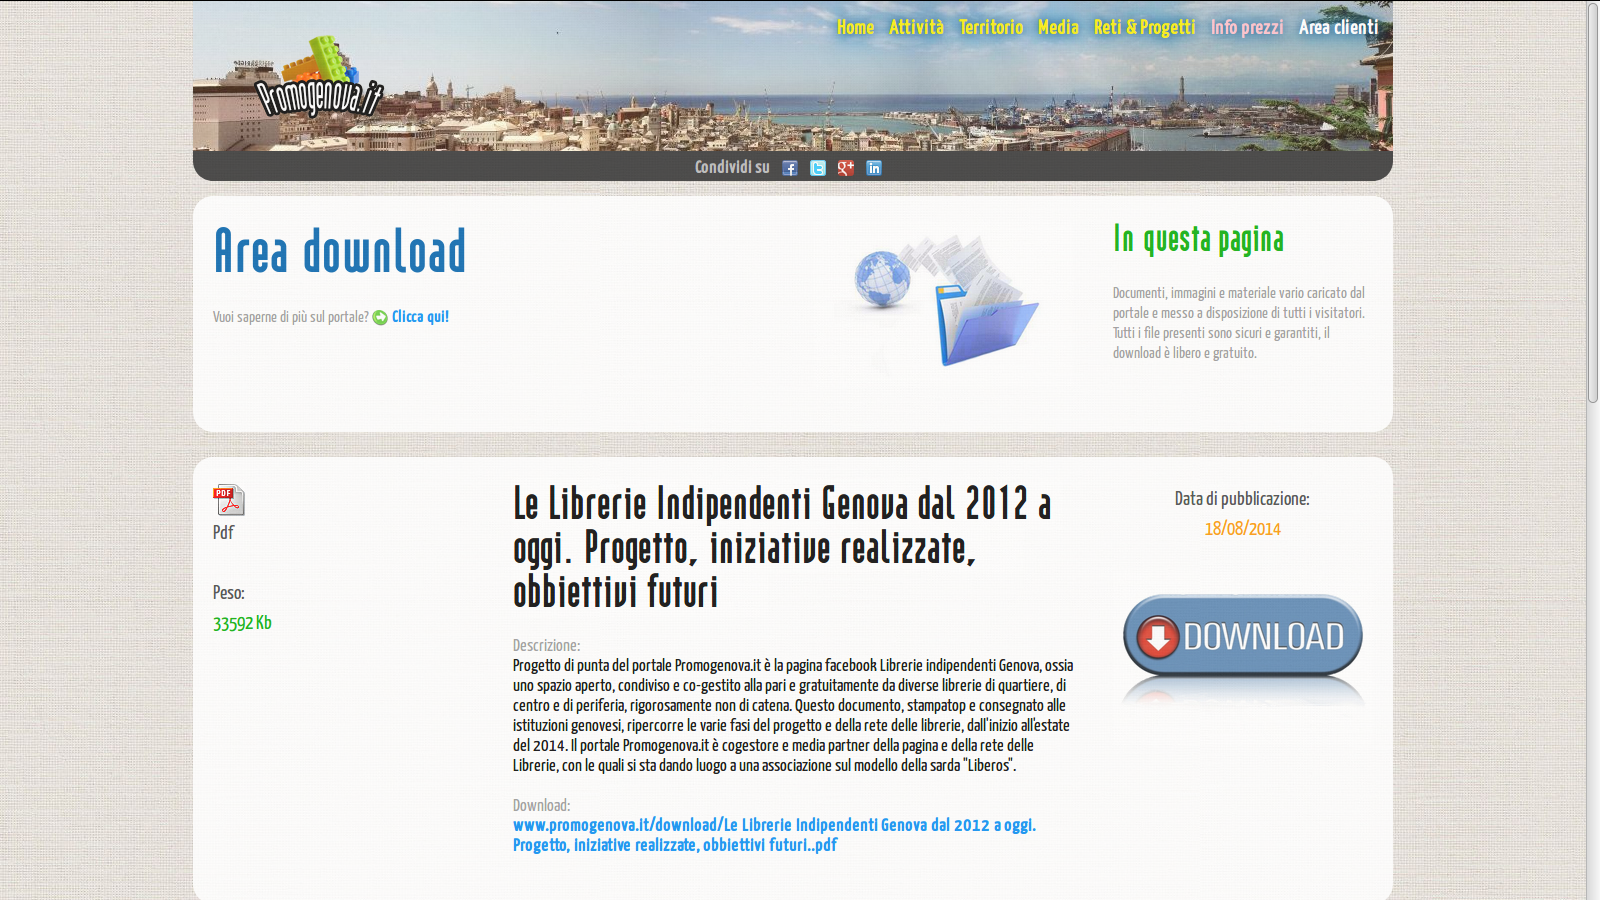 Home Attività Territorio Media Reti & Progetti Info prezzi Area clienti
Promogenova.it
Condividi su
Area download
Vuoi saperne di più sul portale? Clicca qui!
In questa pagina
Documenti, immagini e materiale vario caricato dal
portale e messo a disposizione di tutti i visitatori.
Tutti i file presenti sono sicuri e garantiti, il
download è libero e gratuito.
PDF
Pdf
Peso:
33592 Kb
Le Librerie Indipendenti Genova dal 2012 a
oggi. Progetto, iniziative realizzate,
obbiettivi futuri
Descrizione:
Progetto di punta del portale Promogenova.it è la pagina facebook Librerie indipendenti Genova, ossia
uno spazio aperto, condiviso e co-gestito alla pari e gratuitamente da diverse librerie di quartiere, di
centro e di periferia, rigorosamente non di catena. Questo documento, stampatop e consegnato alle
istituzioni genovesi, ripercorre le varie fasi del progetto e della rete delle librerie, dall'inizio all'estate
del 2014. Il portale Promogenova.it è cogestore e media partner della pagina e della rete delle
Librerie, con le quali si sta dando luogo a una associazione sul modello della sarda "Liberos".
Download:
www.promogenova.it/download/Le Librerie Indipendenti Genova dal 2012 a oggi.
Progetto, iniziative realizzate, obbiettivi futuri..pdf
Data di pubblicazione:
18/08/2014
DOWNLOAD